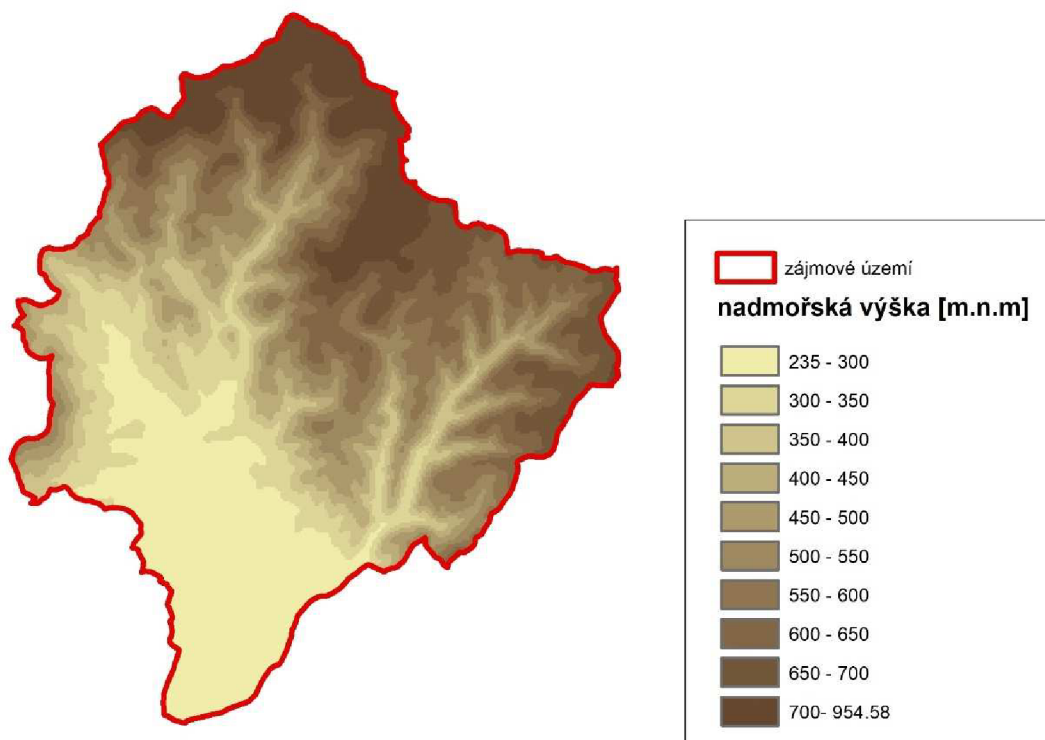 zájmové území
nadmořská výška [m.n.m]
235 - 300
300 - 350
350 - 400
400 - 450
450 - 500
500 - 550
550 - 600
600 - 650
650 - 700
700- 954.58